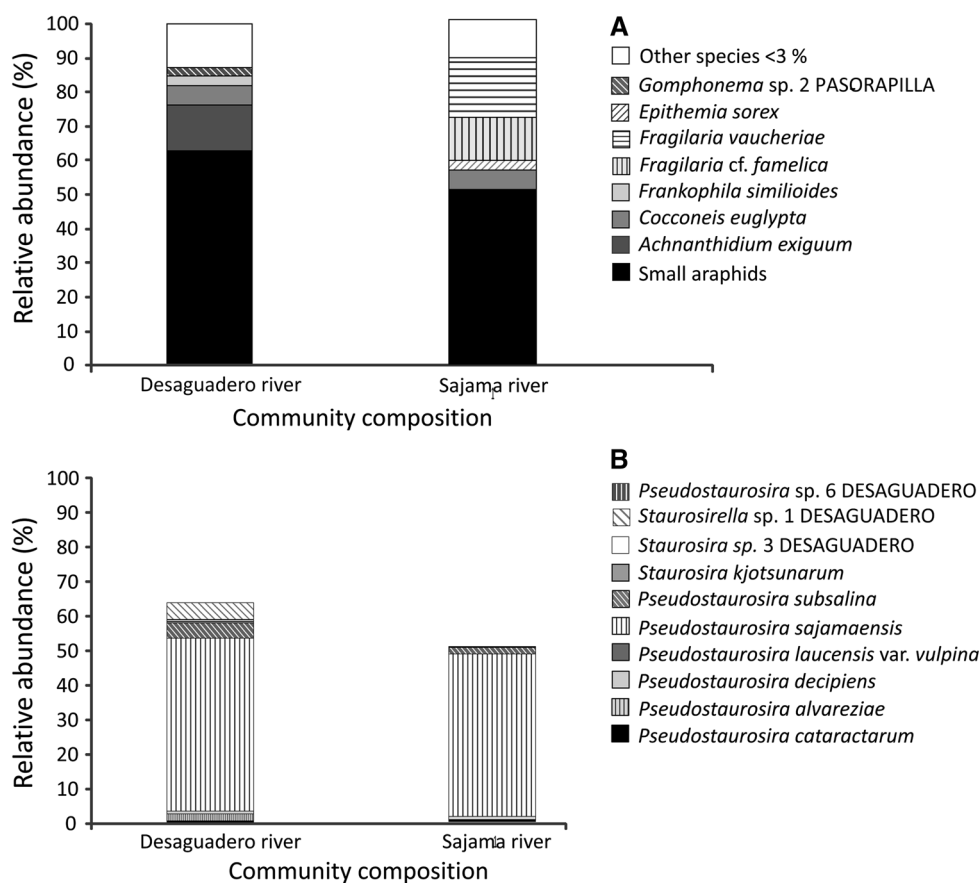 A
Relative abundance (%)
100
90
80
70
60
50
40
30
20
10
0
Desaguadero river
Sajama river
Community composition
Other species <3 %
Gomphonema sp. 2 PASORAPILLA
Epithemia sorex
Fragilaria vaucheriae
Fragilaria cf. famelica
Frankophila similioides
Cocconeis euglypta
Achnanthidium exiguum
Small araphids
B
Relative abundance (%)
100
90
80
70
60
50
40
30
20
10
0
Desaguadero river
Sajama river
Community composition
Pseudostaurosira sp. 6 DESAGUADERO
Staurosirella sp. 1 DESAGUADERO
Staurosira sp. 3 DESAGUADERO
Staurosira kjotsunarum
Pseudostaurosira subsalina
Pseudostaurosira sajamaensis
Pseudostaurosira laucensis var. vulpina
Pseudostaurosira decipiens
Pseudostaurosira alvareziae
Pseudostaurosira cataractarum